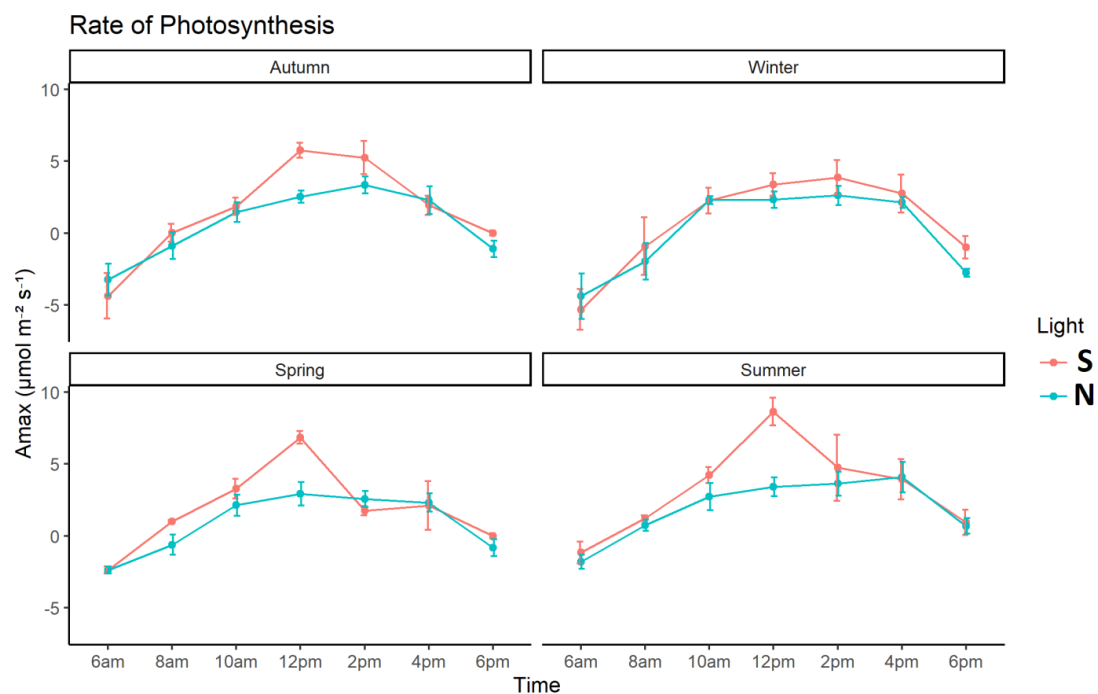 Rate of Photosynthesis
Autumn
Winter
10
5
0
-5
Spring
Summer
10
5
0
-5
Amax (μmol m⁻² s⁻¹)
6am 8am 10am 12pm 2pm 4pm 6pm
6am 8am 10am 12pm 2pm 4pm 6pm
Time
Light
S
N